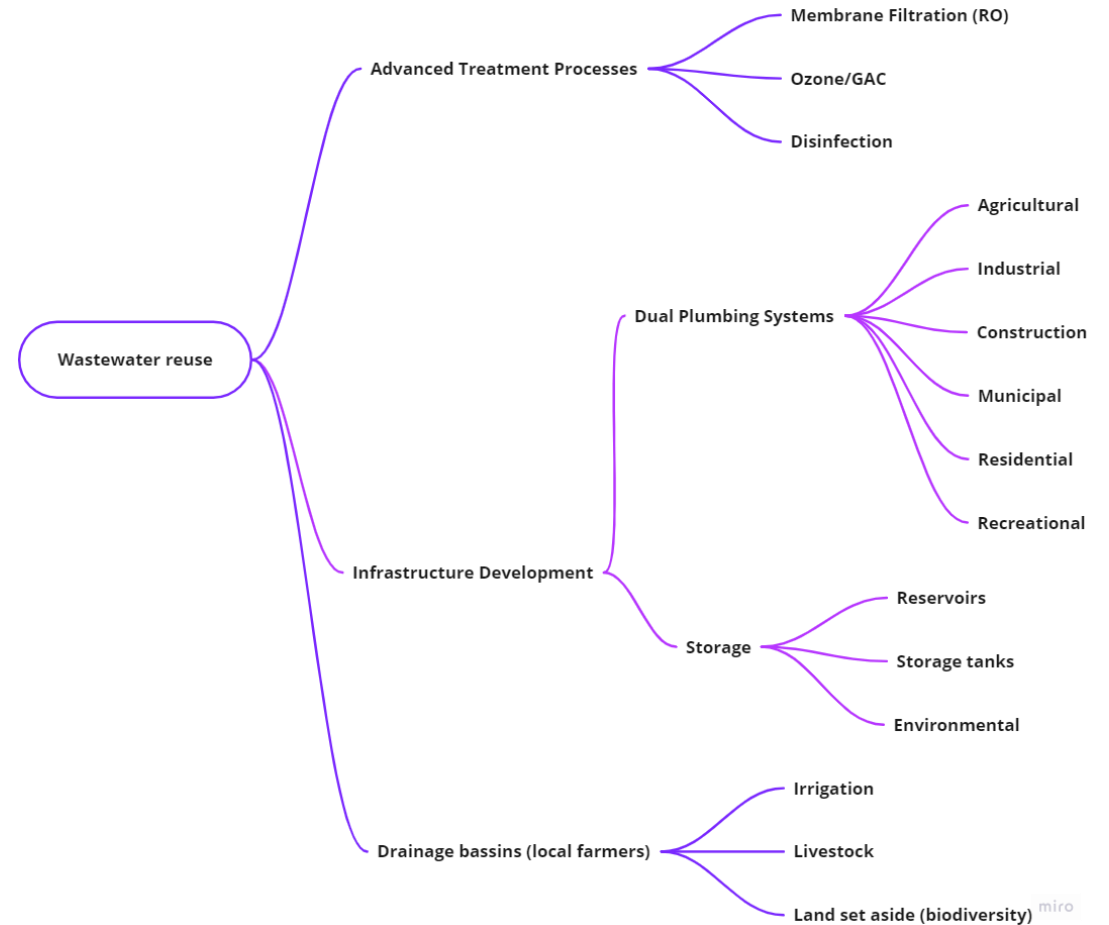 Wastewater reuse
Advanced Treatment Processes
Membrane Filtration (RO)
Ozone/GAC
Disinfection
Infrastructure Development
Dual Plumbing Systems
Agricultural
Industrial
Construction
Municipal
Residential
Recreational
Storage
Reservoirs
Storage tanks
Environmental
Drainage bassins (local farmers)
Irrigation
Livestock
Land set aside (biodiversity)
miro